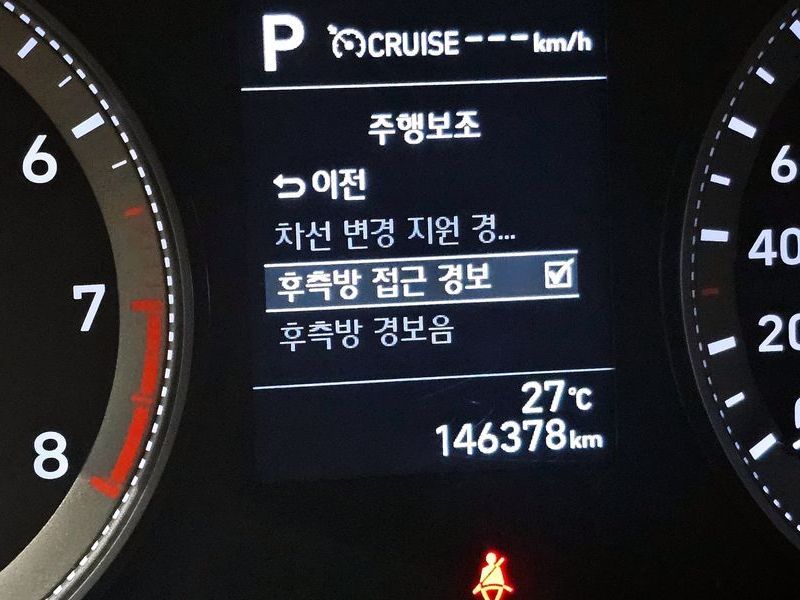 P CRUISE --- km/h
주행보조
이전
차선 변경 지원 경...
후측방 접근 경보
후측방 경보음
27°C
146378km
6
7
8
6
40
20